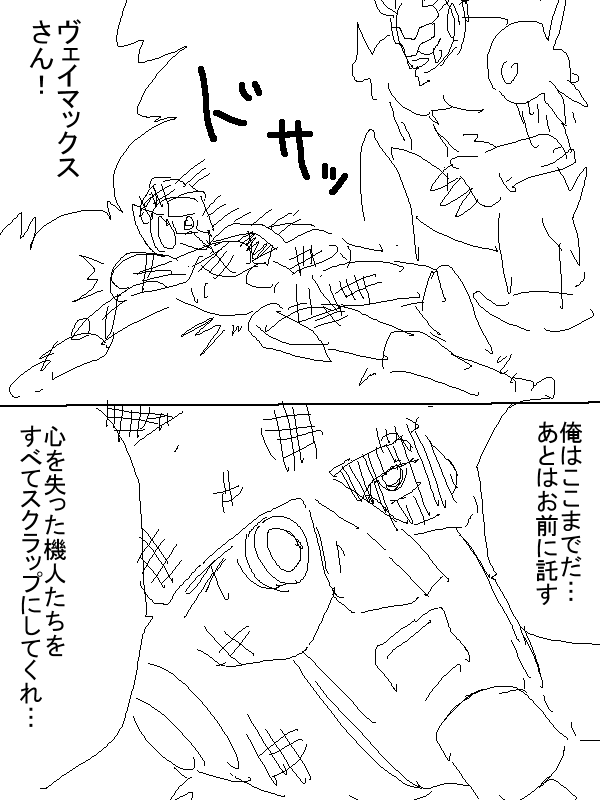 ヴェイマックス
さん！
ドサッ
俺はここまでだ…
あとはお前に託す
心を失った機人たちを
すべてスクラップにしてくれ…